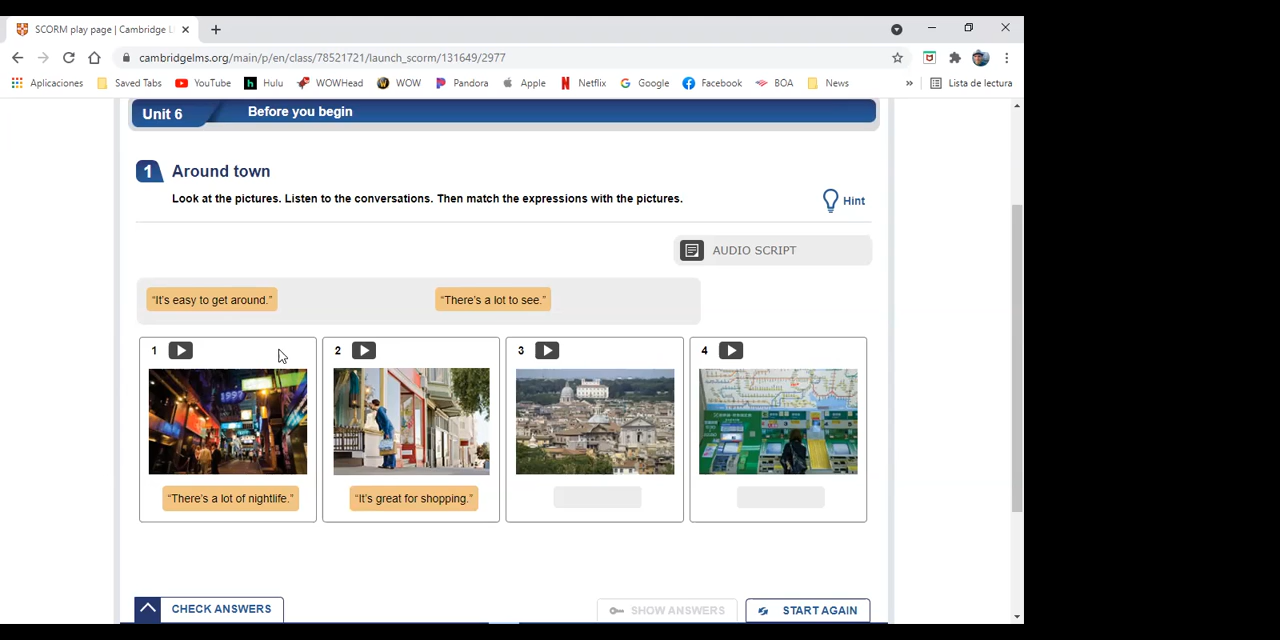 SCORM play page | Cambridge L
cambridgelms.org/main/p/en/class/78521721/launch_scorm/131649/2977
Aplicaciones Saved Tabs YouTube Hulu WOWHead WOW Pandora Apple Netflix Google Facebook BOA News » Lista de lectura
Unit 6 Before you begin
1 Around town
Look at the pictures. Listen to the conversations. Then match the expressions with the pictures.
Hint
AUDIO SCRIPT
“It's easy to get around.” “There's a lot to see.”
1 2 3 4
1997
“There's a lot of nightlife.” “It's great for shopping.”
CHECK ANSWERS SHOW ANSWERS START AGAIN